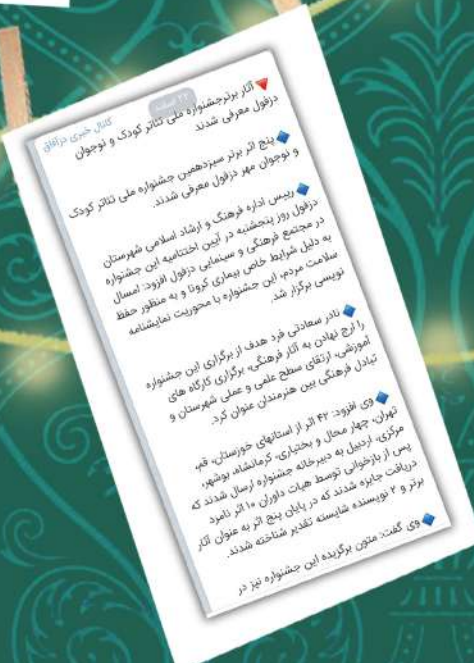 آثار برترجشنواره ملی تئاتر کودک و نوجوان
دزفول معرفی شدند
کانال خبری درآفاق
پنج اثر برتر سیزدهمین جشنواره ملی تئاتر کودک
و نوجوان مهر دزفول معرفی شدند.
رییس اداره فرهنگ و ارشاد اسلامی شهرستان
دزفول روز پنجشنبه در آیین اختتامیه این جشنواره
در مجتمع فرهنگی و سینمایی دزفول افزود: امسال
به دلیل شرایط خاص بیماری کرونا و به منظور حفظ
سلامت مردم، این جشنواره با محوریت نمایشنامه
نویسی برگزار شد.
نادر سعادتی فرد هدف از برگزاری این جشنواره
را ارج نهادن به آثار فرهنگی، برگزاری کارگاه های
آموزشی، ارتقای سطح علمی و عملی شهرستان و
تبادل فرهنگی بین هنرمندان عنوان کرد.
وی افزود: ۴۲ اثر از استانهای خوزستان، قم،
تهران، چهار محال و بختیاری، کرمانشاه، بوشهر،
مرکزی، اردبیل به دبیرخانه جشنواره ارسال شدند که
پس از بازخوانی توسط هیات داوران ۱۰ اثر نامزد
دریافت جایزه شدند که در پایان پنج اثر به عنوان آثار
برتر و ۲ نویسنده شایسته تقدیر شناخته شدند.
وی گفت: متون برگزیده این جشنواره نیز در